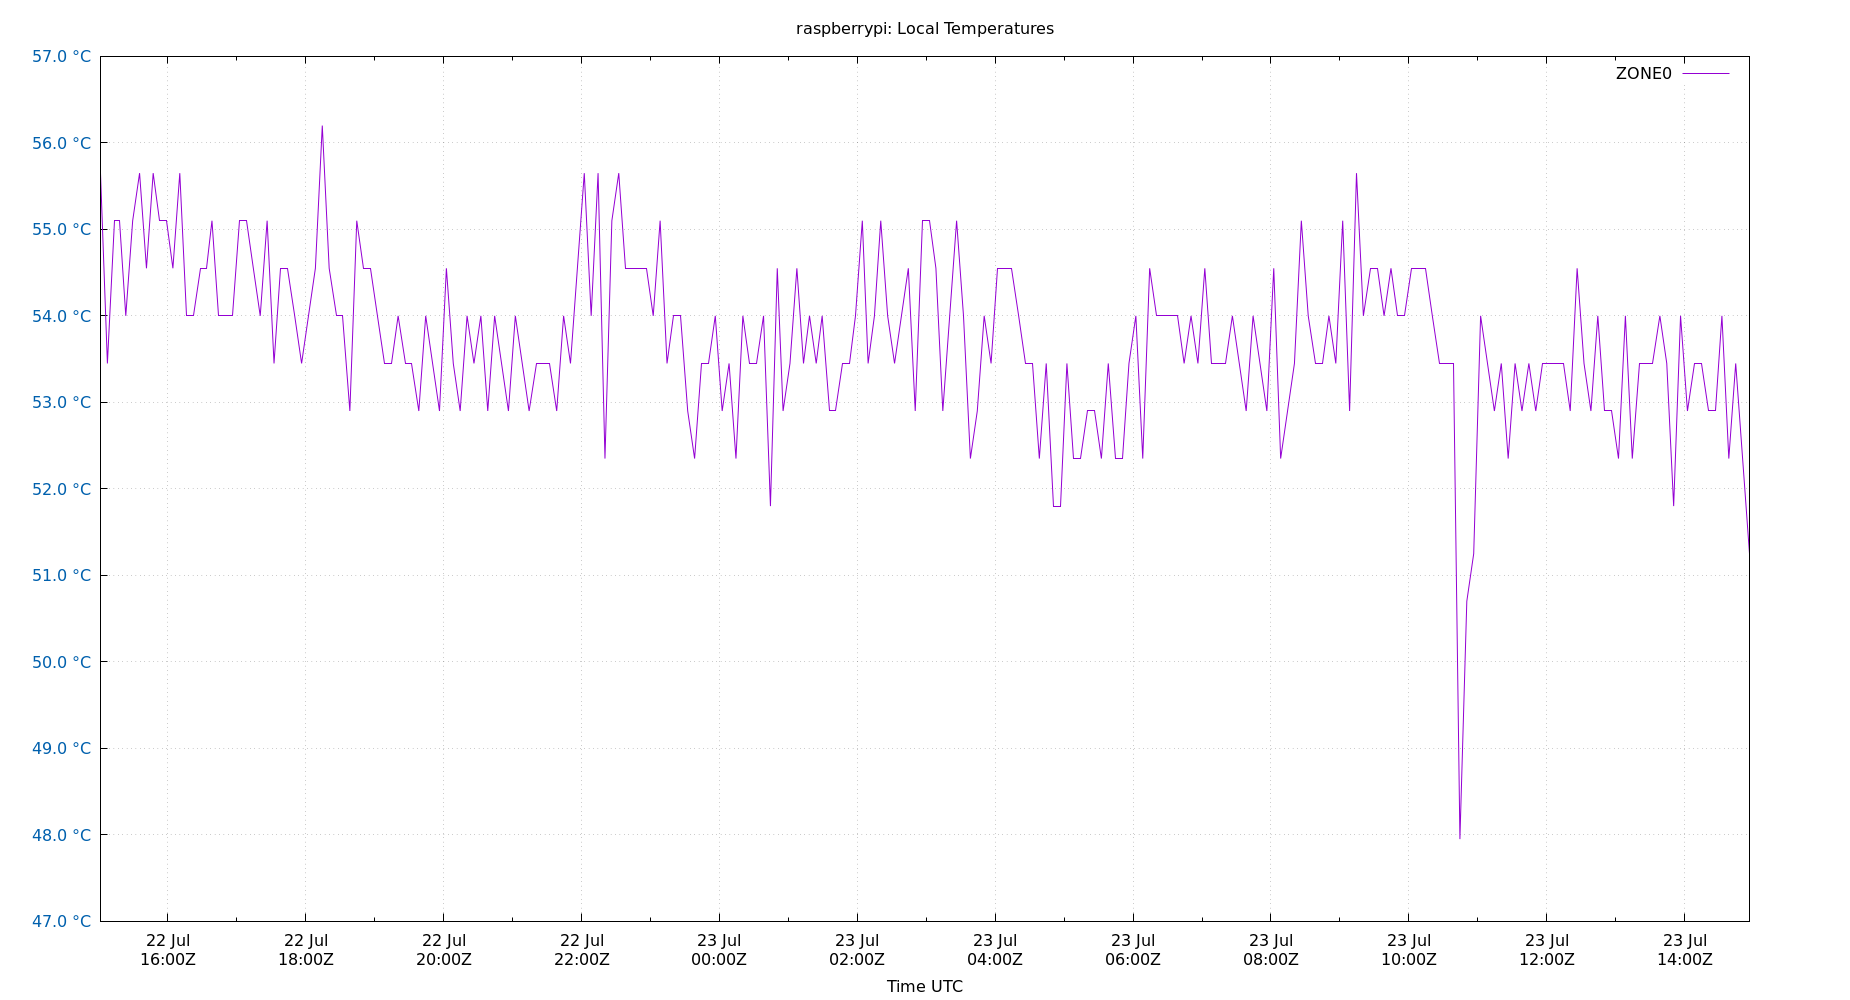 raspberrypi: Local Temperatures
57.0 °C
ZONE0
56.0 °C
55.0 °C
54.0 °C
53.0 °C
52.0 °C
51.0 °C
50.0 °C
49.0 °C
48.0 °C
47.0 °C
22 Jul 22 Jul 22 Jul 22 Jul 23 Jul 23 Jul 23 Jul 23 Jul 23 Jul 23 Jul 23 Jul 23 Jul
16:00Z 18:00Z 20:00Z 22:00Z 00:00Z 02:00Z 04:00Z 06:00Z 08:00Z 10:00Z 12:00Z 14:00Z
Time UTC